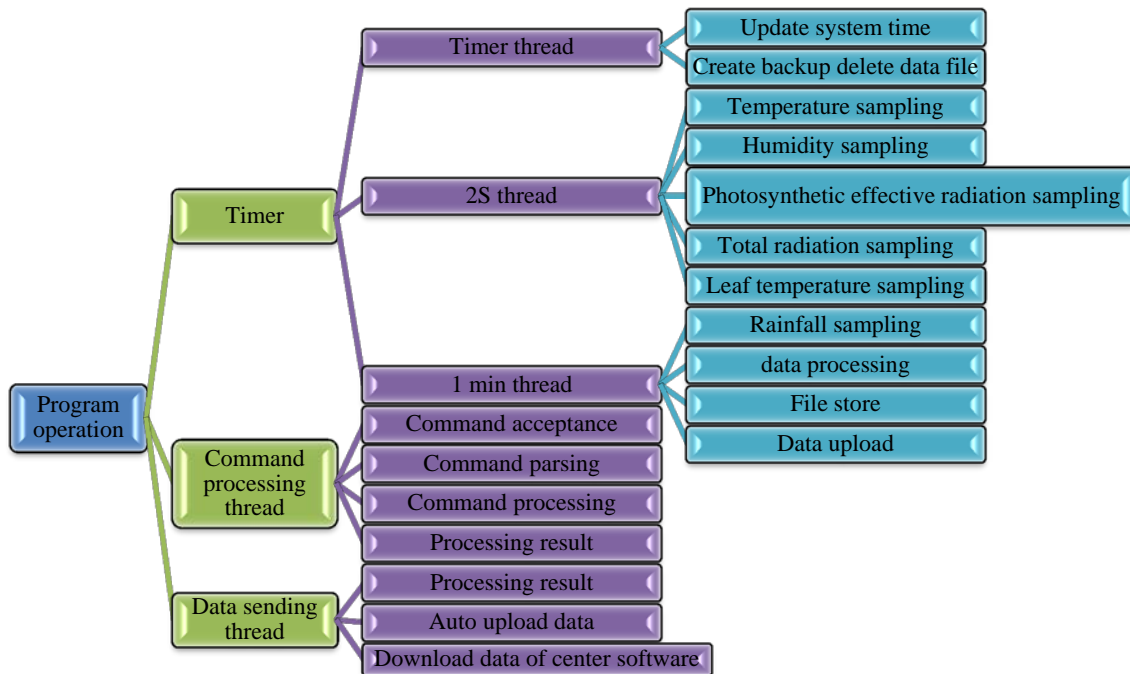 Program
operation
Timer
Timer thread
Update system time
Create backup delete data file
2S thread
Temperature sampling
Humidity sampling
Photosynthetic effective radiation sampling
Total radiation sampling
Leaf temperature sampling
1 min thread
Rainfall sampling
data processing
File store
Data upload
Command
processing
thread
Command acceptance
Command parsing
Command processing
Processing result
Data sending
thread
Processing result
Auto upload data
Download data of center software